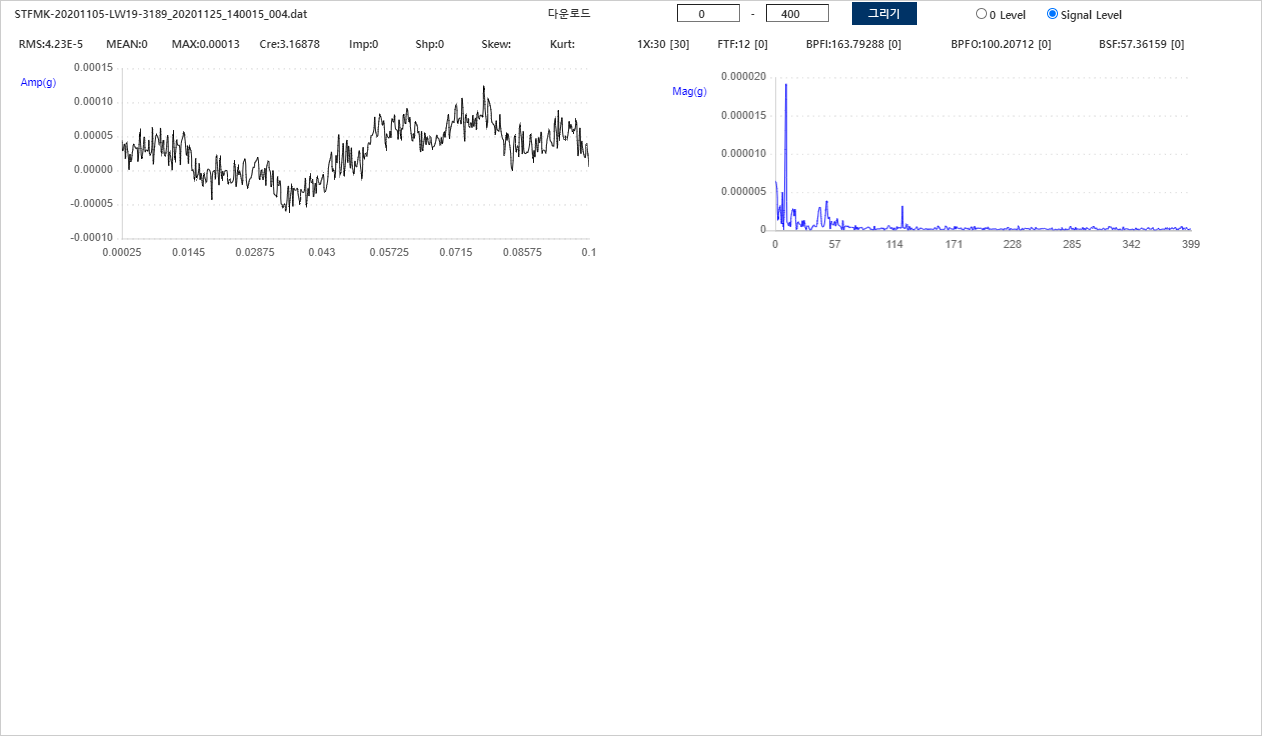 STFMK-20201105-LW19-3189_20201125_140015_004.dat 다운로드 0 - 400 그리기 0 Level Signal Level
RMS:4.23E-5 MEAN:0 MAX:0.00013 Cre:3.16878 Imp:0 Shp:0 Skew: Kurt: 1X:30 [30] FTF:12 [0] BPFI:163.79288 [0] BPFO:100.20712 [0] BSF:57.36159 [0]
Amp(g)
0.00015
0.00010
0.00005
0.00000
-0.00005
-0.00010
0.00025 0.0145 0.02875 0.043 0.05725 0.0715 0.08575 0.1
Mag(g)
0.000020
0.000015
0.000010
0.000005
0
0 57 114 171 228 285 342 399